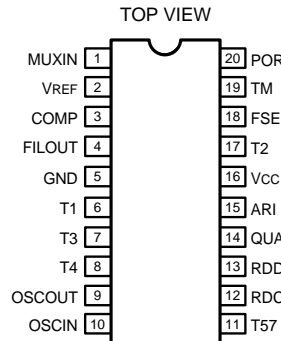 TOP VIEW
MUXIN 1 20 POR
VREF 2 19 TM
COMP 3 18 FSE
FILOUT 4 17 T2
GND 5 16 VCC
T1 6 15 ARI
T3 7 14 QUA
T4 8 13 RDD
OSCOUT 9 12 RDC
OSCIN 10 11 T57